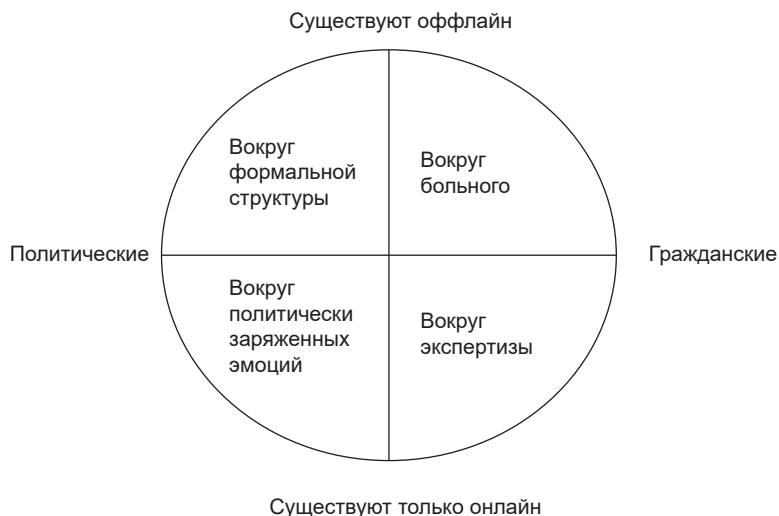 Существуют оффлайн
Вокруг
формальной
структуры
Вокруг
больного
Политические
Гражданские
Вокруг
политически
заряженных
эмоций
Вокруг
экспертизы
Существуют только онлайн